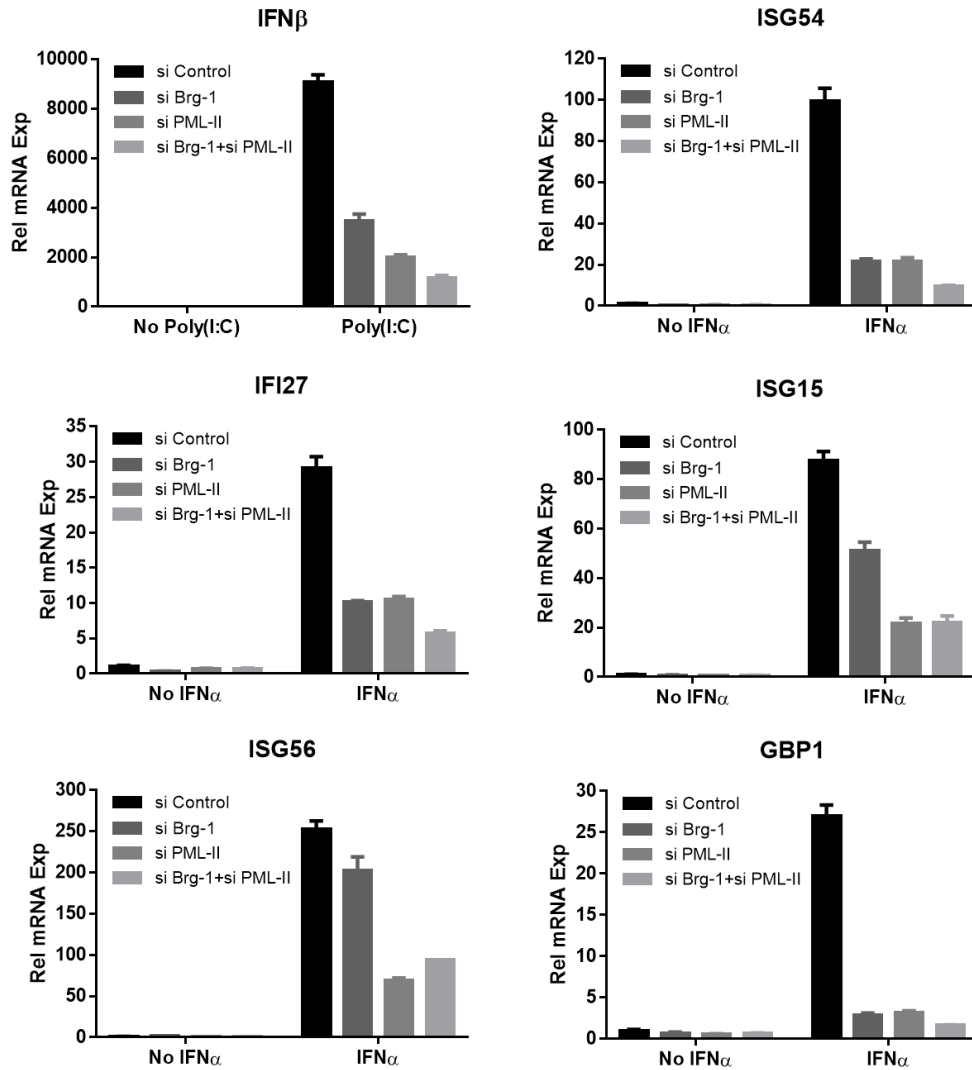 IFNβ
si Control
si Brg-1
si PML-II
si Brg-1+si PML-II
Rel mRNA Exp
10000
8000
6000
4000
2000
0
No Poly(I:C)
Poly(I:C)
ISG54
si Control
si Brg-1
si PML-II
si Brg-1+si PML-II
Rel mRNA Exp
120
100
80
60
40
20
0
No IFNα
IFNα
IFI27
si Control
si Brg-1
si PML-II
si Brg-1+si PML-II
Rel mRNA Exp
35
30
25
20
15
10
5
0
No IFNα
IFNα
ISG15
si Control
si Brg-1
si PML-II
si Brg-1+si PML-II
Rel mRNA Exp
100
80
60
40
20
0
No IFNα
IFNα
ISG56
si Control
si Brg-1
si PML-II
si Brg-1+si PML-II
Rel mRNA Exp
300
250
200
150
100
50
0
No IFNα
IFNα
GBP1
si Control
si Brg-1
si PML-II
si Brg-1+si PML-II
Rel mRNA Exp
30
25
20
15
10
5
0
No IFNα
IFNα